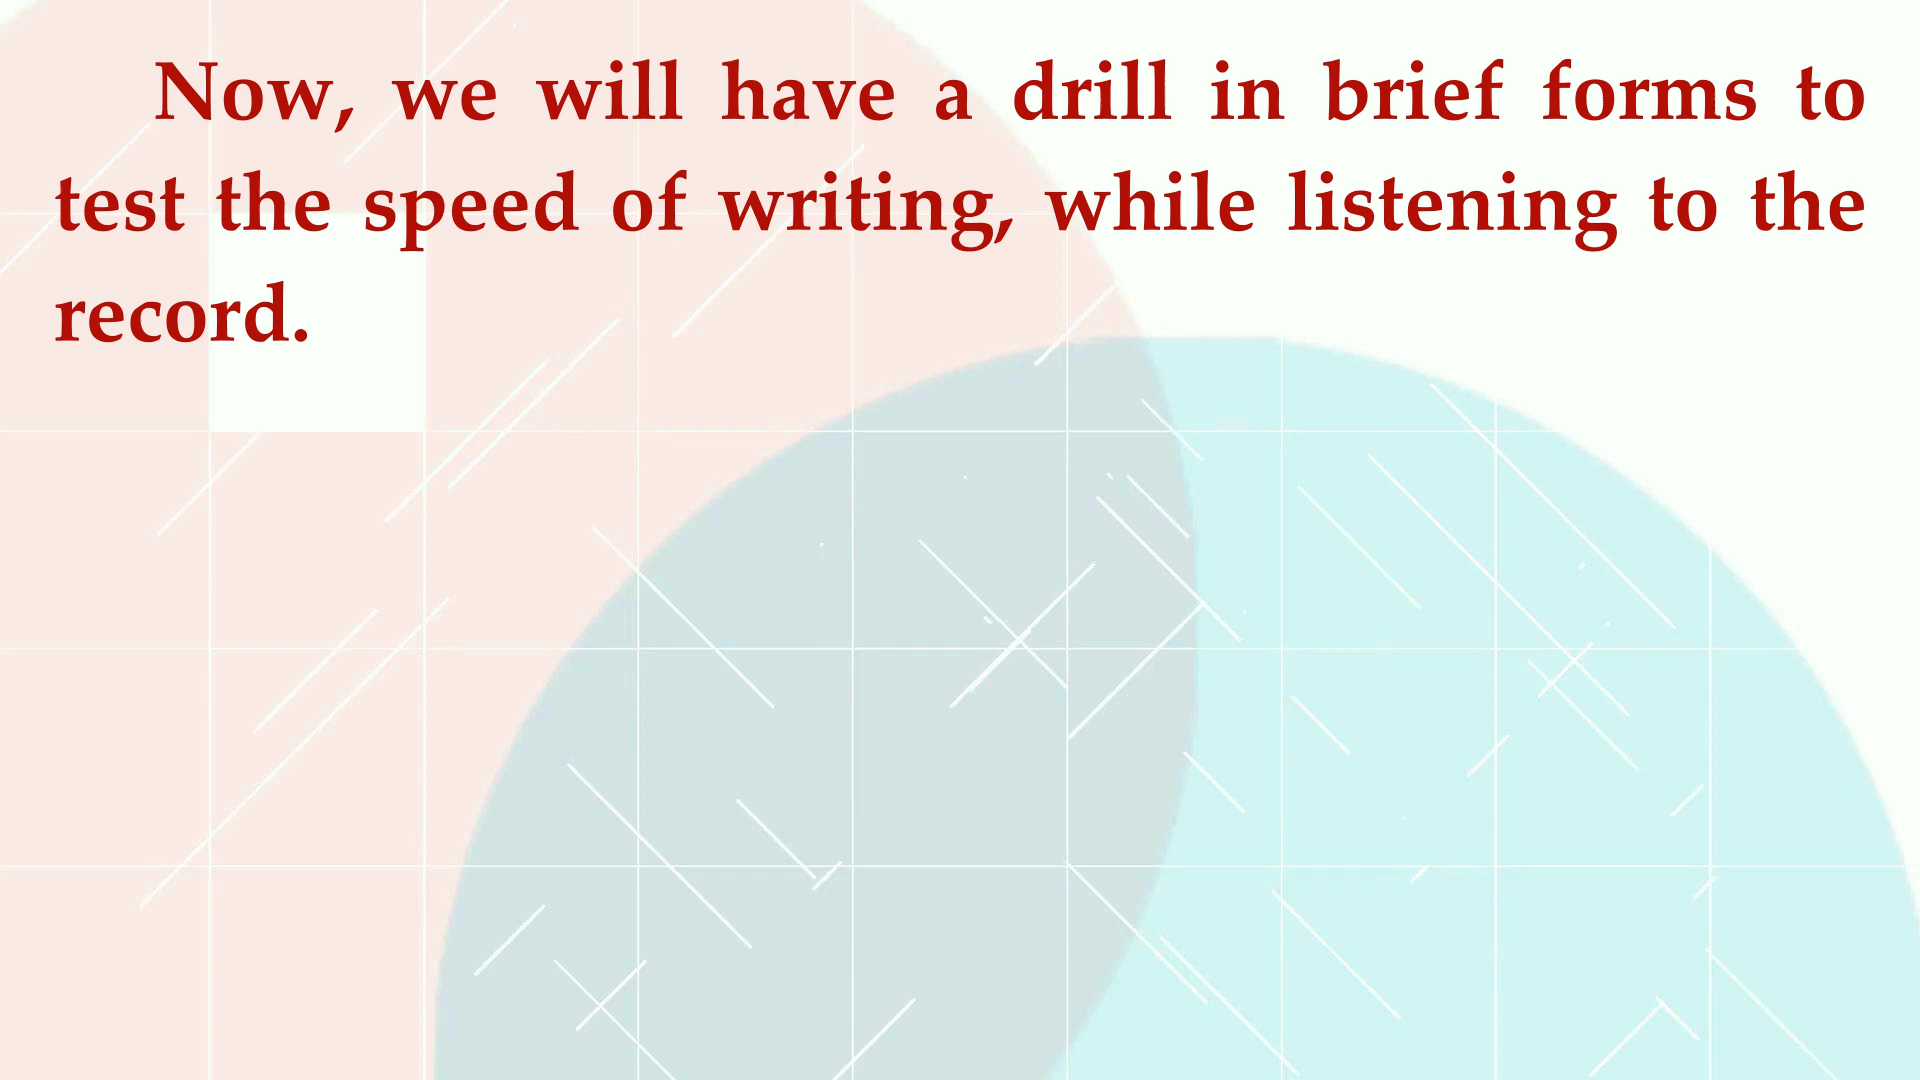 Now, we will have a drill in brief forms to
test the speed of writing, while listening to the
record.